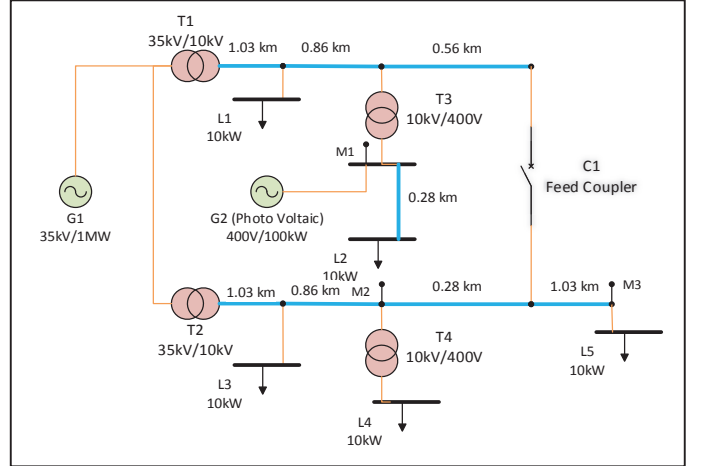 T1
35kV/10kV
1.03 km
0.86 km
0.56 km
L1
10kW
T3
10kV/400V
M1
C1
Feed Coupler
G1
35kV/1MW
G2 (Photo Voltaic)
400V/100kW
0.28 km
L2
10kW
1.03 km
0.86 km
M2
0.28 km
1.03 km
M3
T2
35kV/10kV
T4
10kV/400V
L3
10kW
L5
10kW
L4
10kW